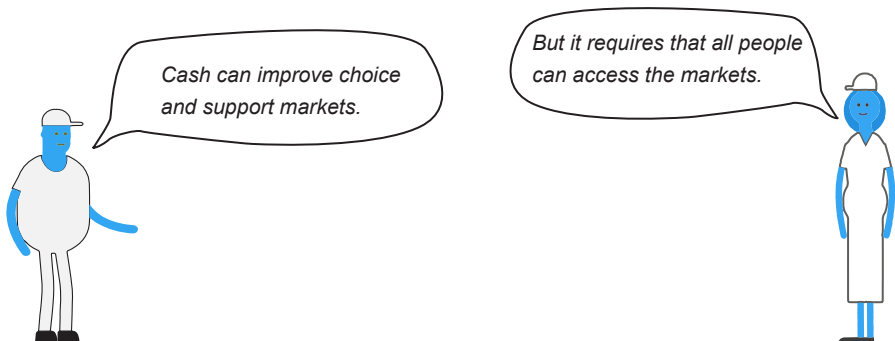 Cash can improve choice
and support markets.
But it requires that all people
can access the markets.